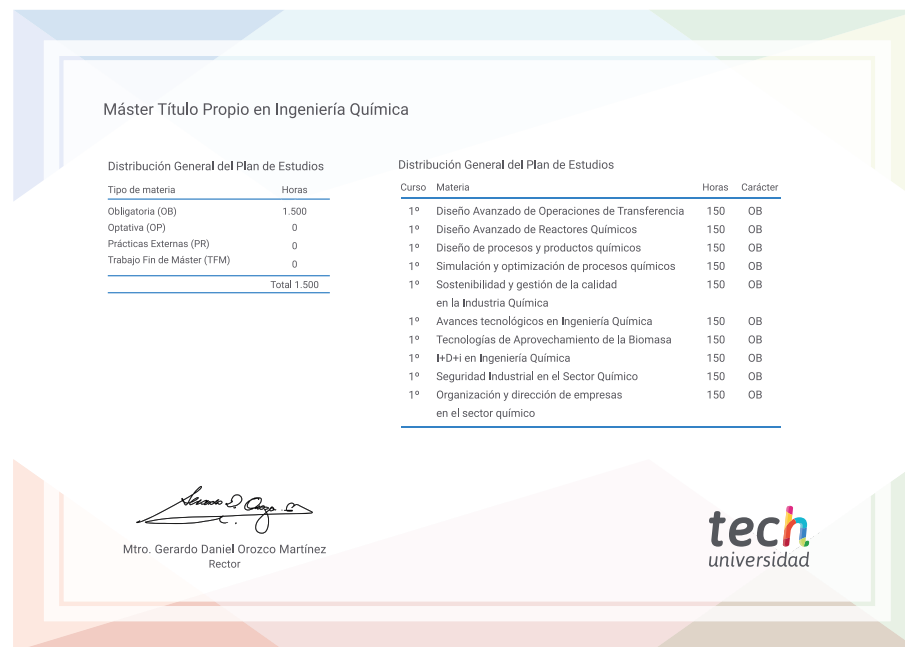 Máster Título Propio en Ingeniería Química
Distribución General del Plan de Estudios
Tipo de materia Horas
Obligatoria (OB) 1.500
Optativa (OP) 0
Prácticas Externas (PR) 0
Trabajo Fin de Máster (TFM) 0
Total 1.500
Distribución General del Plan de Estudios
Curso Materia Horas Carácter
1º Diseño Avanzado de Operaciones de Transferencia 150 OB
1º Diseño Avanzado de Reactores Químicos 150 OB
1º Diseño de procesos y productos químicos 150 OB
1º Simulación y optimización de procesos químicos 150 OB
1º Sostenibilidad y gestión de la calidad 150 OB
en la Industria Química
1º Avances tecnológicos en Ingeniería Química 150 OB
1º Tecnologías de Aprovechamiento de la Biomasa 150 OB
1º I+D+i en Ingeniería Química 150 OB
1º Seguridad Industrial en el Sector Químico 150 OB
1º Organización y dirección de empresas 150 OB
en el sector químico
Mtro. Gerardo Daniel Orozco Martínez
Rector
tech
universidad